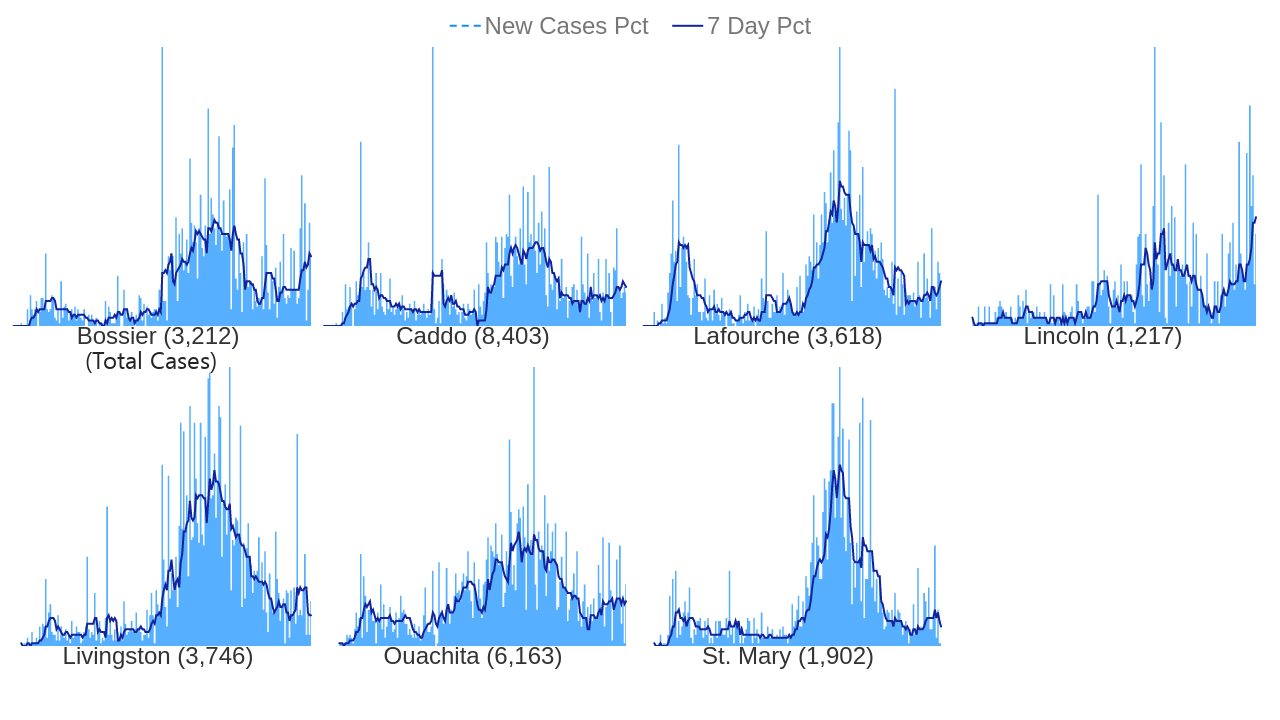 New Cases Pct 7 Day Pct
Bossier (3,212) Caddo (8,403) Lafourche (3,618) Lincoln (1,217)
(Total Cases)
Livingston (3,746) Ouachita (6,163) St. Mary (1,902)